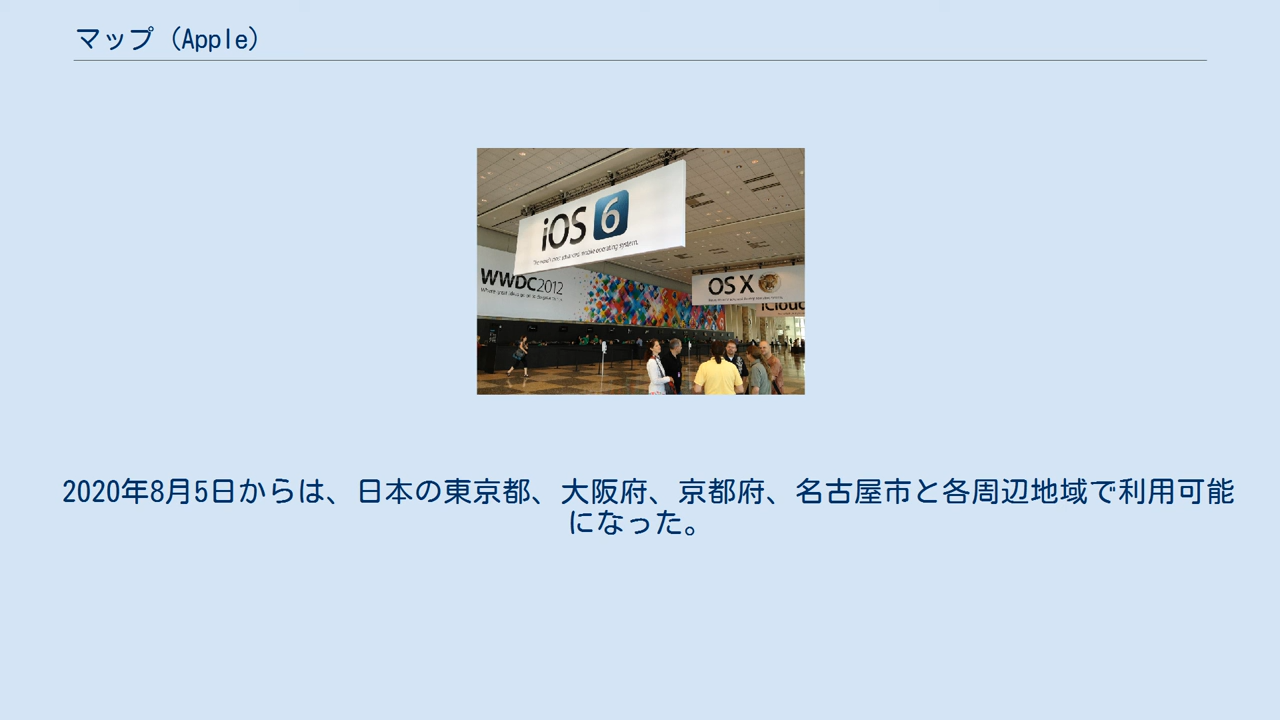 マップ（Apple）
iOS 6
WWDC2012
OS X
iCloud
2020年8月5日からは、日本の東京都、大阪府、京都府、名古屋市と各周辺地域で利用可能
になった。